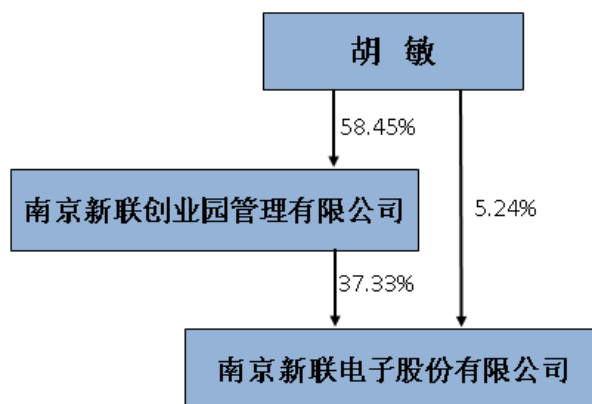 胡 敏
58.45%
南京新联创业园管理有限公司
5.24%
37.33%
南京新联电子股份有限公司